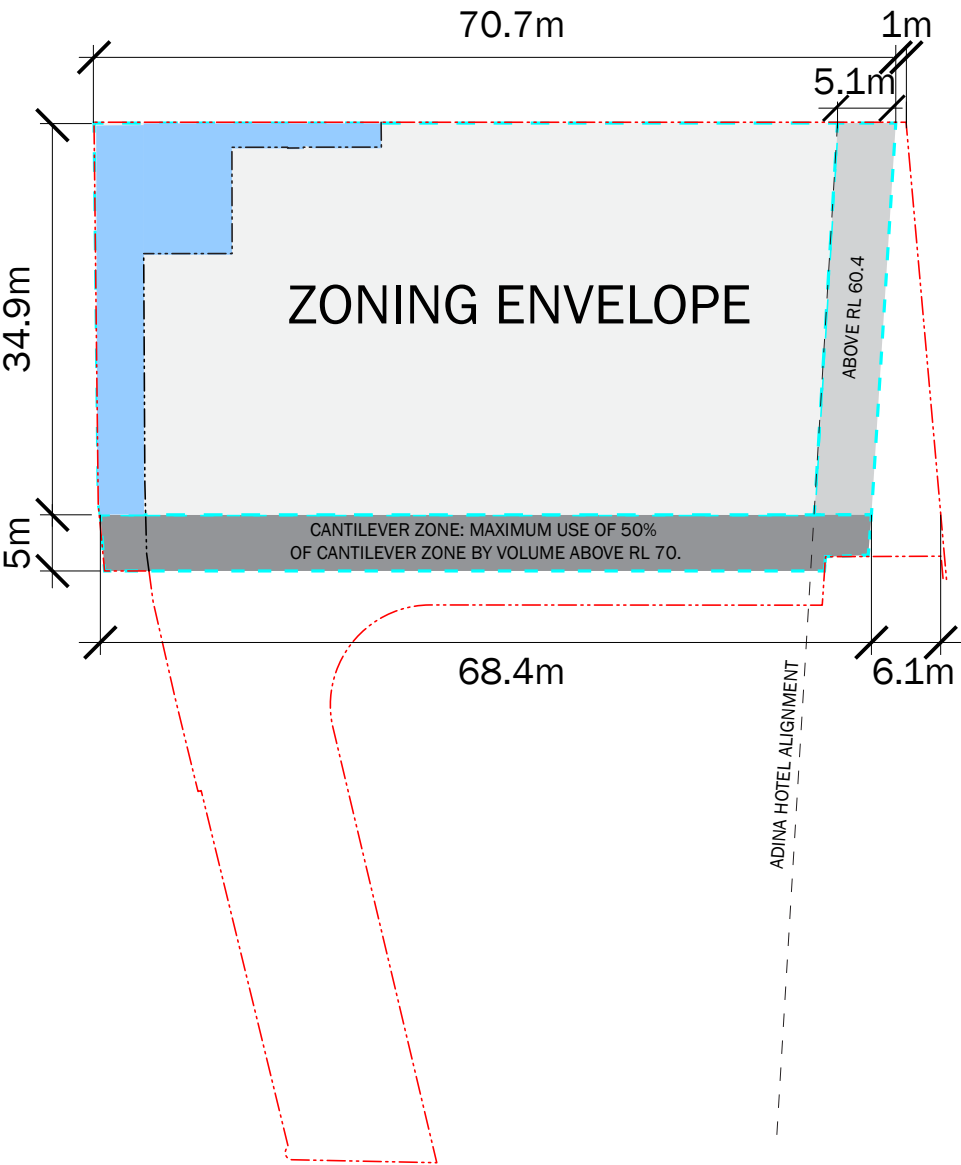 70.7m
1m
5.1m
34.9m
ZONING ENVELOPE
ABOVE RL 60.4
5m
CANTILEVER ZONE: MAXIMUM USE OF 50%
OF CANTILEVER ZONE BY VOLUME ABOVE RL 70.
68.4m
6.1m
ADINA HOTEL ALIGNMENT